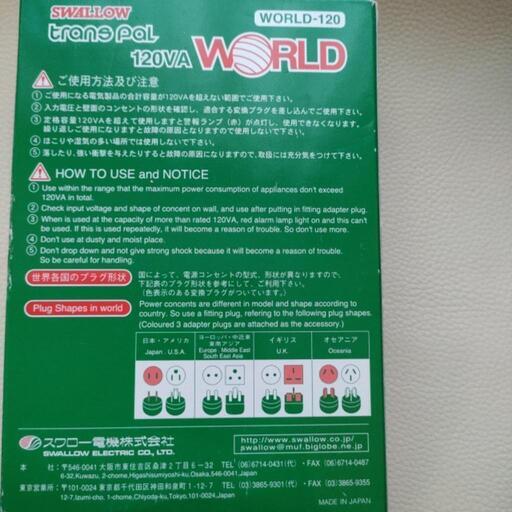 SWALLOW
WORLD-120
trans pal
120VA WORLD
ご使用方法及び注意
① ご使用になる電気製品の合計容量が120VAを超えない範囲でご使用下さい。
② 入力電圧と壁面のコンセントの形状を確認し、適合する変換プラグを差し込んでご使用下さい。
③ 定格容量120VAを超えて使用しますと警報ランプ（赤）が点灯し、使用できなくなります。
繰り返しご使用になりますと故障の原因となりますので使用しないで下さい。
④ ほこりや湿気の多い場所では使用しないで下さい。
⑤ 落したり、強い衝撃を与えたりすると故障の原因になりますので、取扱には充分気をつけて下さい。
HOW TO USE and NOTICE
① Use within the range that the maximum power consumption of appliances don't exceed
120VA in total.
② Check input voltage and shape of concent on wall, and use after putting in fitting adapter plug.
③ When is used at the capacity of more than rated 120VA, red alarm lamp light on and this can't
be used. If this is used repeatedly, it will become a reason of trouble. So don't use.
④ Don't use at dusty and moist place.
⑤ Don't drop down and not give strong shock because it will become a reason of trouble.
So be careful for handling.
世界各国のプラグ形状
国によって、電源コンセントの型式、形状が異なりますので、
下記表のプラグ形状を参考にして、ご利用下さい。
（色表示のある変換プラグがついています。）
Plug Shapes in world
Power concents are different in model and shape according to
country. So use a fitting plug, refering to the following plug shapes.
(Coloured 3 adapter plugs are attached as the accessory.)
日本・アメリカ
Japan . U.S.A.
ヨーロッパ・中近東
東南アジア
Europe . Middle East
South East Asia
イギリス
U.K.
オセアニア
Oceania
スワロー電機株式会社
SWALLOW ELECTRIC CO., LTD.
http://www.swallow.co.jp/
swallow@muf.biglobe.ne.jp
本 社：〒546-0041 大阪市東住吉区桑津２丁目６－３２ TEL (06)6714-0431(代)・FAX (06)6714-0487
6-32, Kuwazu, 2-chome,Higashisumiyoshi-ku,Osaka,546-0041 Japan
東京営業所：〒101-0024 東京都千代田区神田和泉町１－１２－７ TEL (03)3865-9301(代)・FAX (03)3865-9355
12-7,Izumi-cho, 1-chome,Chiyoda-ku,Tokyo,101-0024 Japan
MADE IN JAPAN